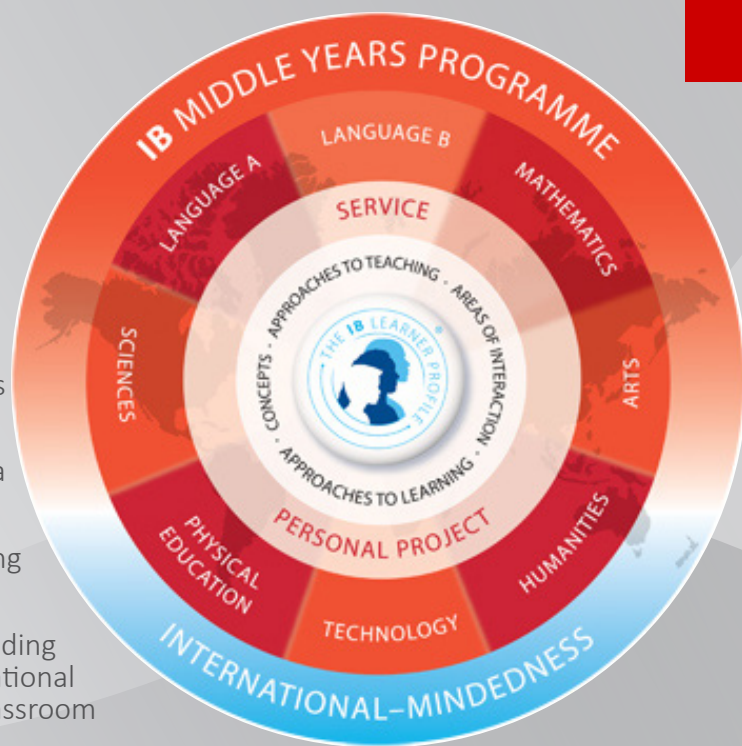 IB MIDDLE YEARS PROGRAMME
LANGUAGE B
LANGUAGE A
MATHEMATICS
SCIENCES
ARTS
PHYSICAL
EDUCATION
HUMANITIES
TECHNOLOGY
SERVICE
PERSONAL PROJECT
APPROACHES TO TEACHING · AREAS OF INTERACTION · APPROACHES TO LEARNING · CONCEPTS ·
THE IB LEARNER PROFILE ®
INTERNATIONAL–MINDEDNESS
s
a
ng
ding
tional
assroom